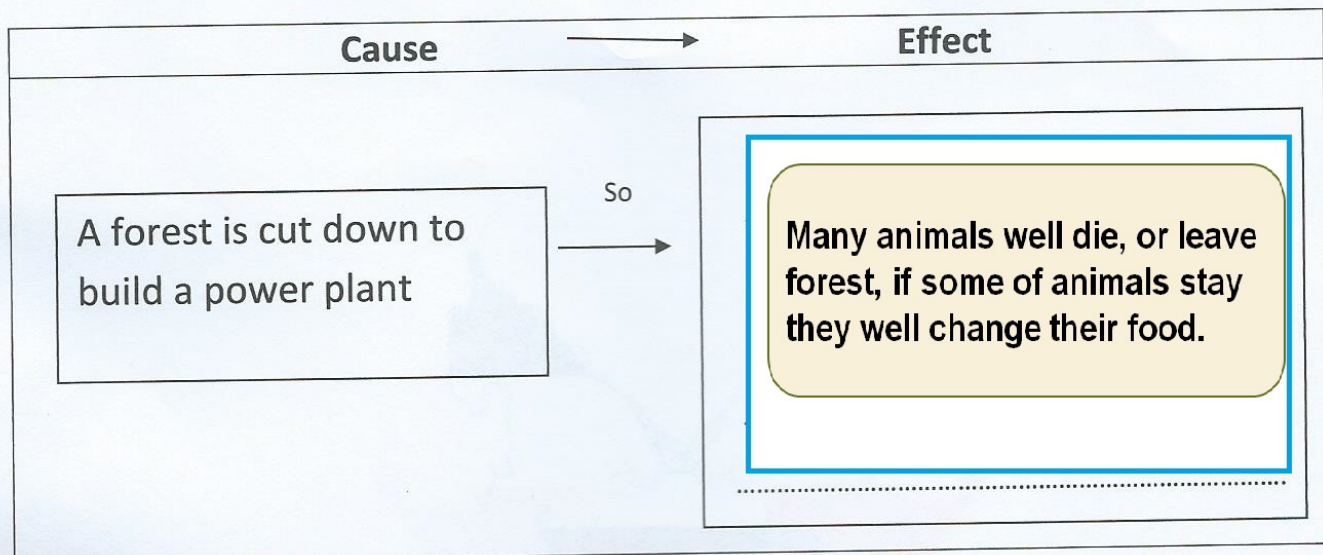 Cause Effect
So
A forest is cut down to
build a power plant
Many animals well die, or leave
forest, if some of animals stay
they well change their food.